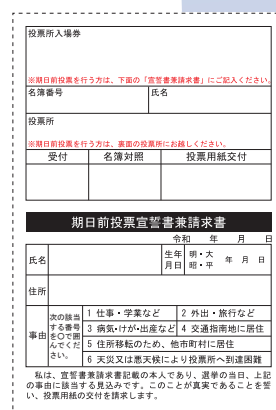 投票所入場券
※期日前投票を行う方は、下面の「宣誓書兼請求書」にご記入ください。
名簿番号 氏名
投票所
※期日前投票を行う方は、裏面の投票所にお越しください。
受付 名簿対照 投票用紙交付
期日前投票宣誓書兼請求書
令和 年 月 日
氏名 生年月日 明・大 昭・平 年 月 日
住所
事由 次の該当する番号を〇で囲んでください。
1 仕事・学業など 2 外出・旅行など
3 病気・けが・出産など 4 交通指南地に居住
5 住所移転のため、他市町村に居住
6 天災又は悪天候により投票所へ到達困難
私は、宣誓書兼請求書記載の本人であり、選挙の当日、上記
の事由に該当する見込みです。このことが真実であることを誓
い、投票用紙の交付を請求します。